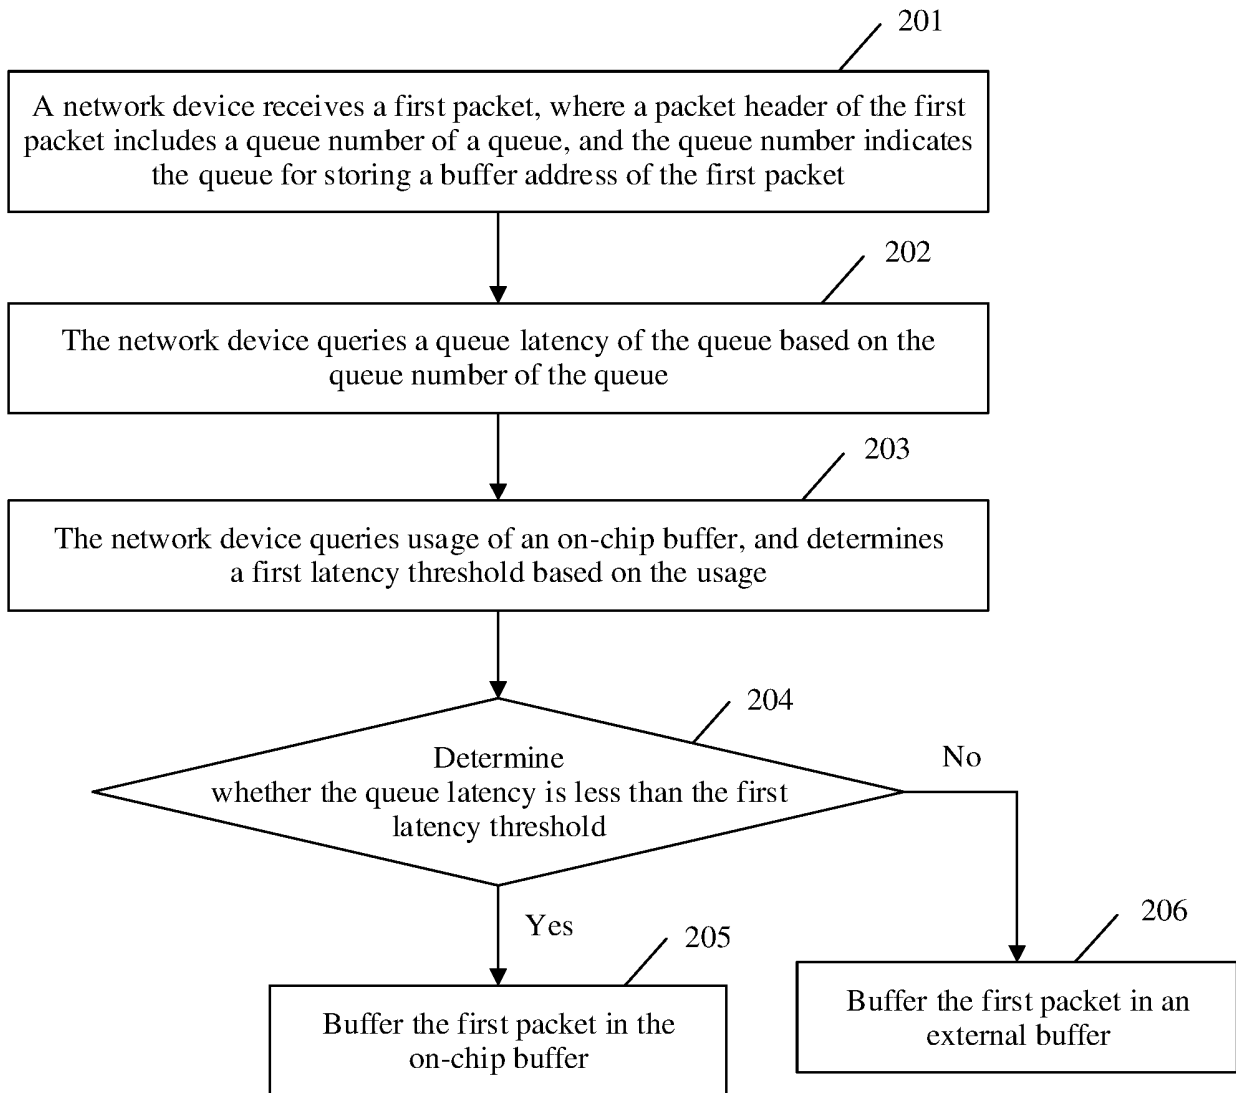 201
A network device receives a first packet, where a packet header of the first
packet includes a queue number of a queue, and the queue number indicates
the queue for storing a buffer address of the first packet
202
The network device queries a queue latency of the queue based on the
queue number of the queue
203
The network device queries usage of an on-chip buffer, and determines
a first latency threshold based on the usage
204
Determine
whether the queue latency is less than the first
latency threshold
No
Yes
205
Buffer the first packet in the
on-chip buffer
206
Buffer the first packet in an
external buffer